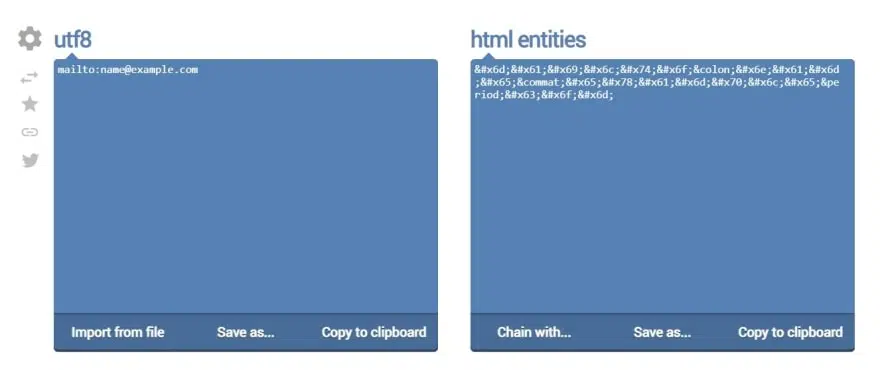 utf8
mailto:name@example.com
Import from file
Save as...
Copy to clipboard
html entities
&#x6d;&#x61;&#x69;&#x6c;&#x74;&#x6f;&colon;&#x6e;&#x61;&#x6d
;&#x65;&commat;&#x65;&#x78;&#x61;&#x6d;&#x70;&#x6c;&#x65;&pe
riod;&#x63;&#x6f;&#x6d;
Chain with...
Save as...
Copy to clipboard